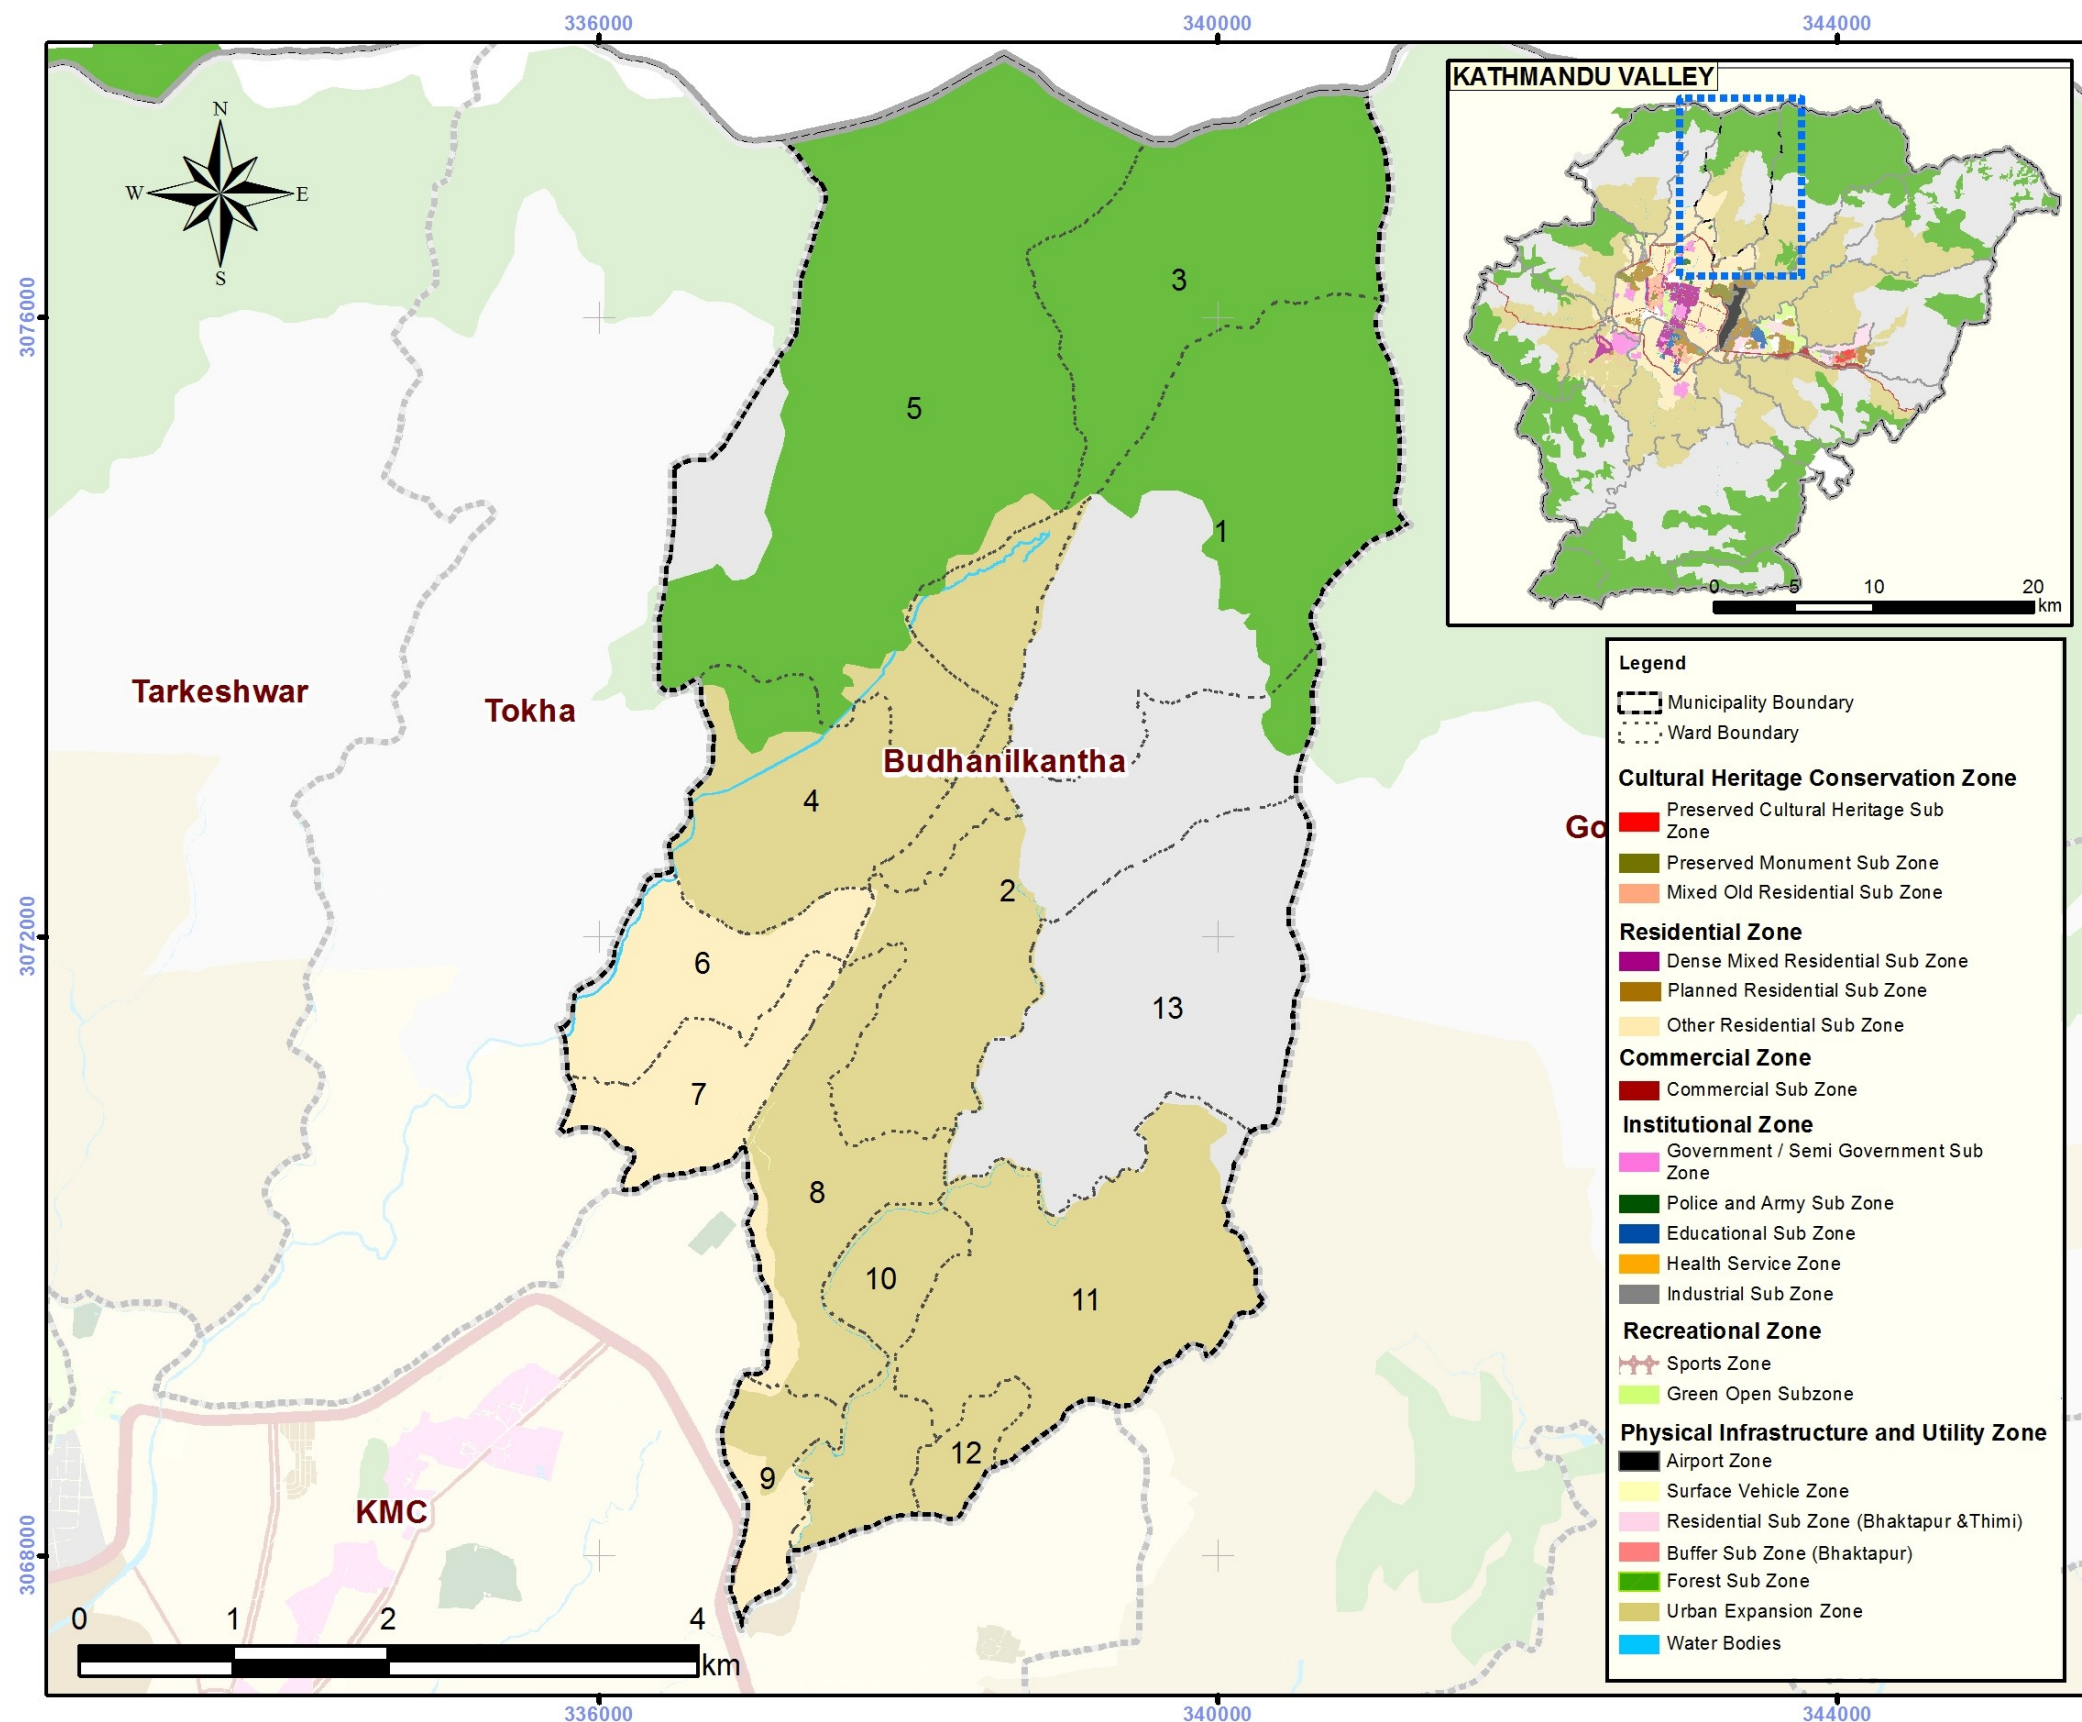 336000
340000
344000
KATHMANDU VALLEY
N
W
E
S
0
5
10
20
km
3076000
3
5
1
Tarkeshwar
Tokha
Budhanilkantha
4
Go
2
3072000
6
13
7
8
10
11
12
9
KMC
3068000
0
1
2
4
km
Legend
Municipality Boundary
Ward Boundary
Cultural Heritage Conservation Zone
Preserved Cultural Heritage Sub
Zone
Preserved Monument Sub Zone
Mixed Old Residential Sub Zone
Residential Zone
Dense Mixed Residential Sub Zone
Planned Residential Sub Zone
Other Residential Sub Zone
Commercial Zone
Commercial Sub Zone
Institutional Zone
Government / Semi Government Sub
Zone
Police and Army Sub Zone
Educational Sub Zone
Health Service Zone
Industrial Sub Zone
Recreational Zone
Sports Zone
Green Open Subzone
Physical Infrastructure and Utility Zone
Airport Zone
Surface Vehicle Zone
Residential Sub Zone (Bhaktapur &Thimi)
Buffer Sub Zone (Bhaktapur)
Forest Sub Zone
Urban Expansion Zone
Water Bodies
336000
340000
344000